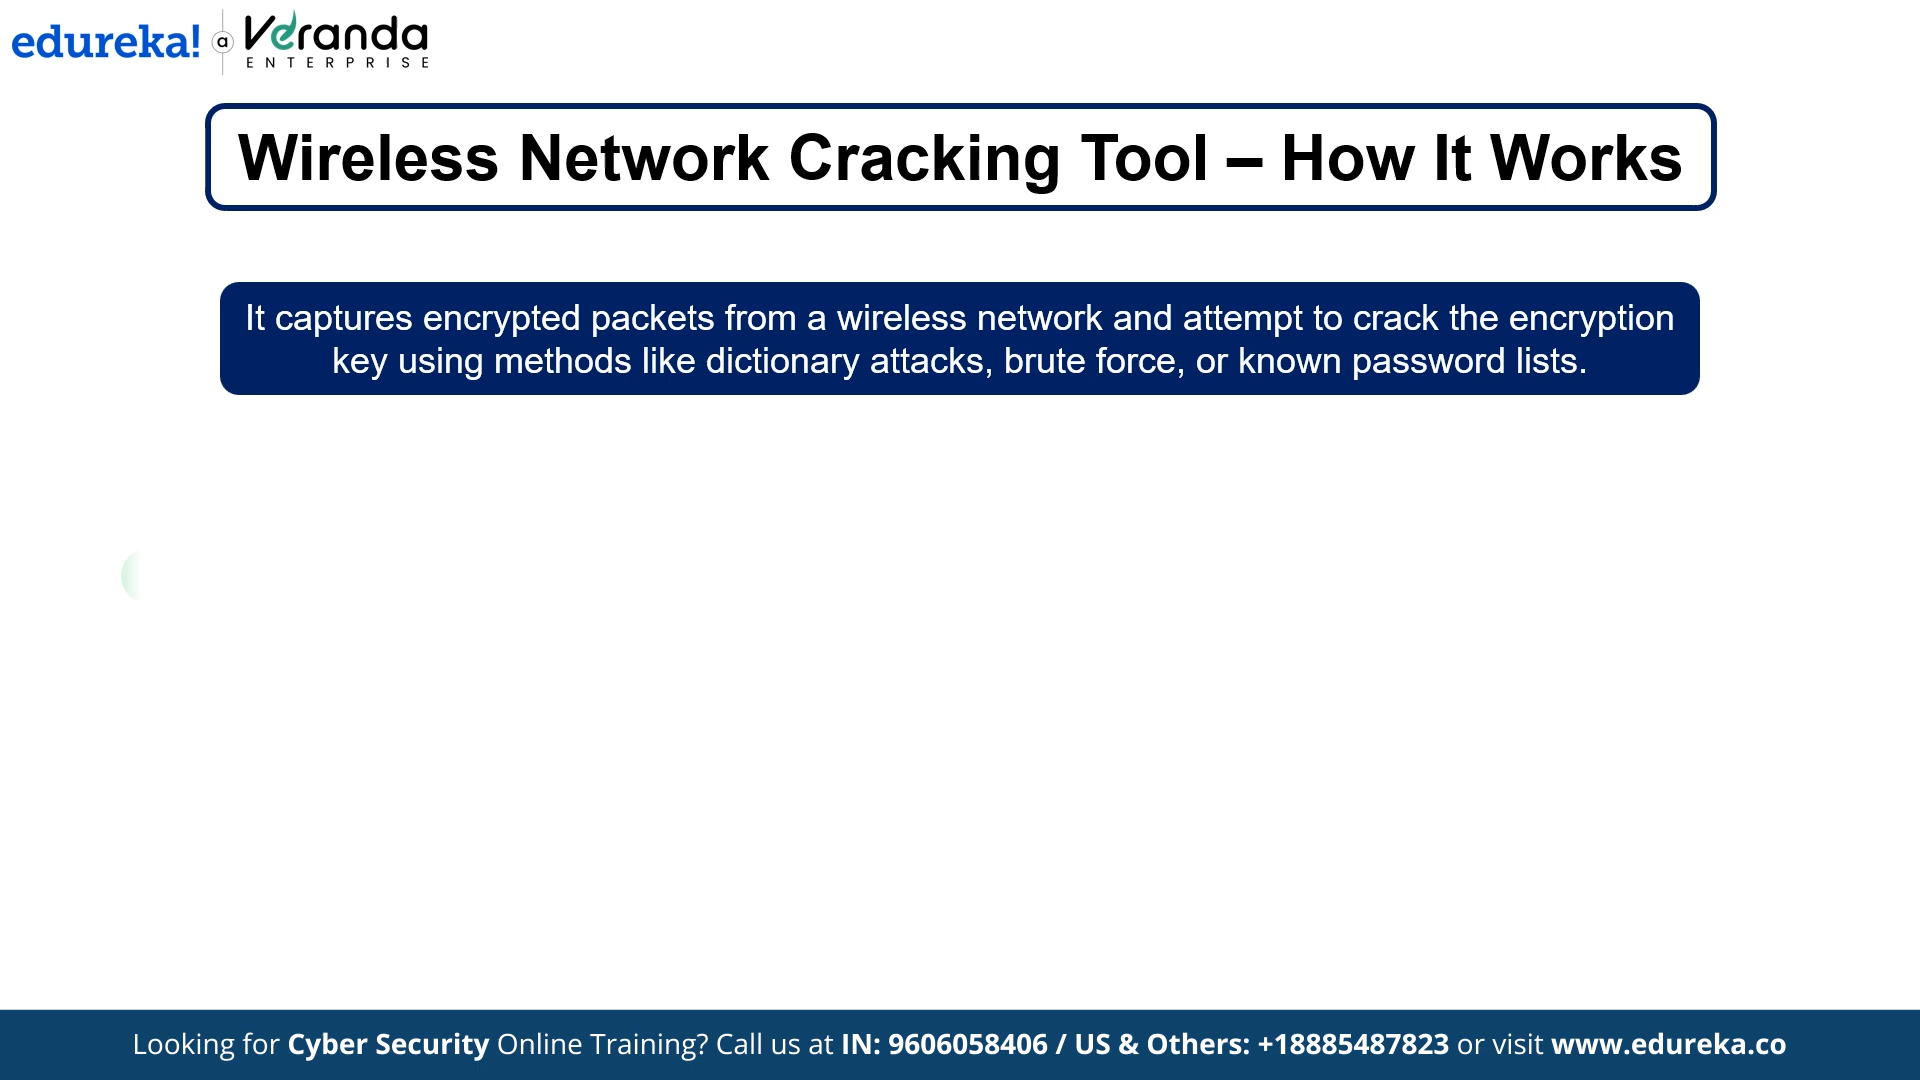 edureka! a Veranda
ENTERPRISE
Wireless Network Cracking Tool – How It Works
It captures encrypted packets from a wireless network and attempt to crack the encryption
key using methods like dictionary attacks, brute force, or known password lists.
Looking for Cyber Security Online Training? Call us at IN: 9606058406 / US & Others: +18885487823 or visit www.edureka.co